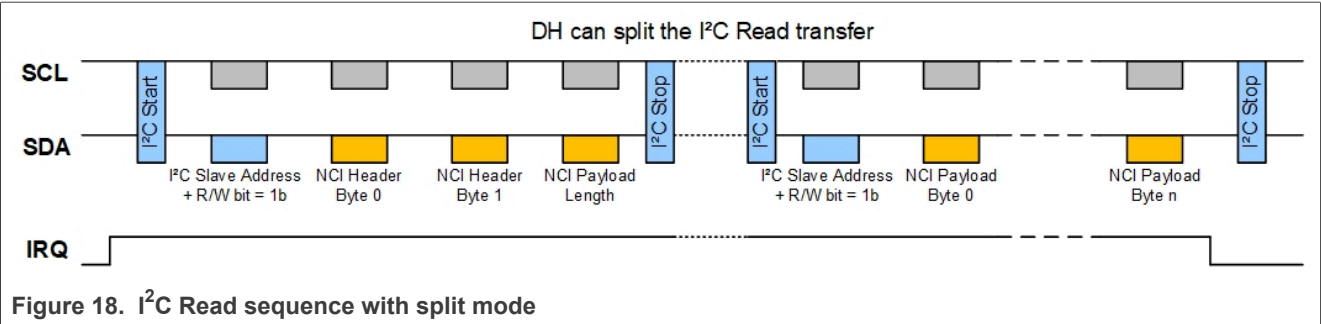 DH can split the I²C Read transfer
SCL
I²C Start
I²C Stop
I²C Start
I²C Stop
SDA
I²C Slave Address
+ R/W bit = 1b
NCI Header
Byte 0
NCI Header
Byte 1
NCI Payload
Length
I²C Slave Address
+ R/W bit = 1b
NCI Payload
Byte 0
NCI Payload
Byte n
IRQ
Figure 18. I²C Read sequence with split mode